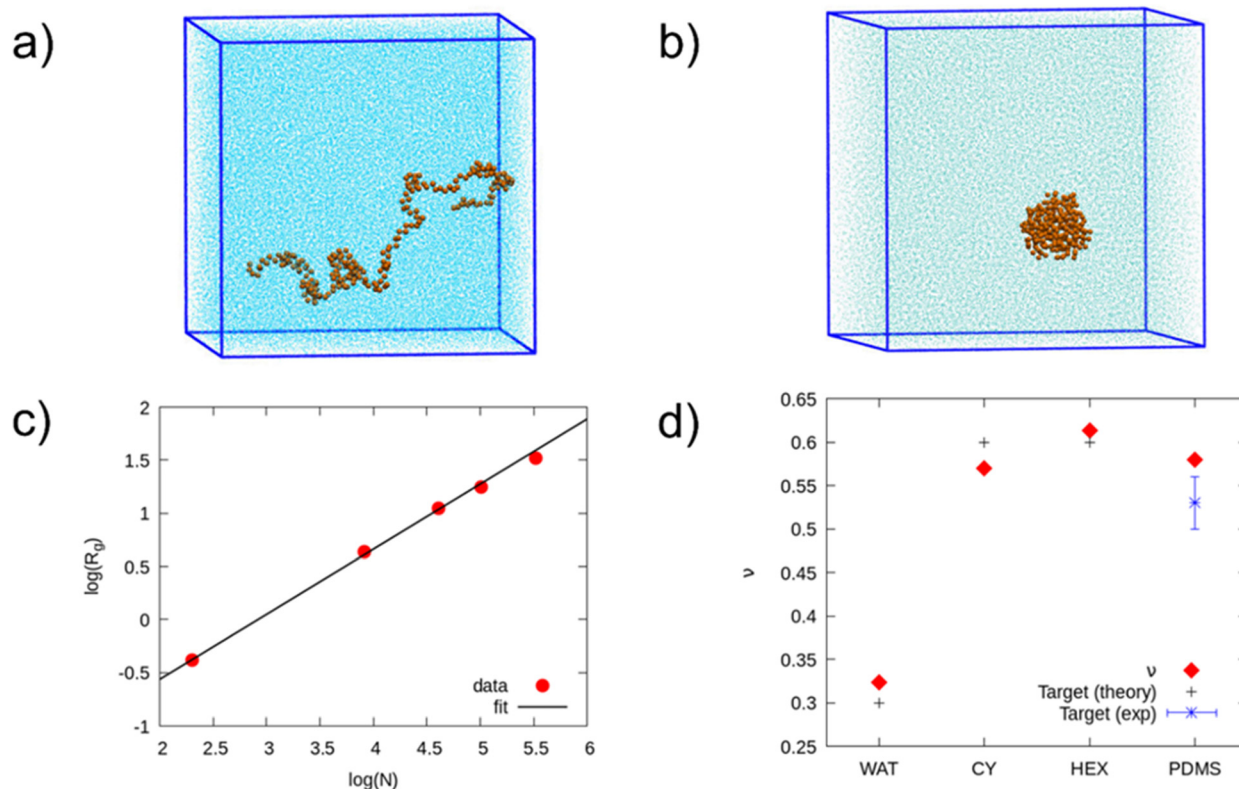 a)
b)
c)
2
1.5
1
0.5
0
-0.5
-1
log(Rg)
2
2.5
3
3.5
4
4.5
5
5.5
6
log(N)
data
fit
d)
0.65
0.6
0.55
0.5
0.45
0.4
0.35
0.3
0.25
ν
WAT
CY
HEX
PDMS
ν
Target (theory)
Target (exp)